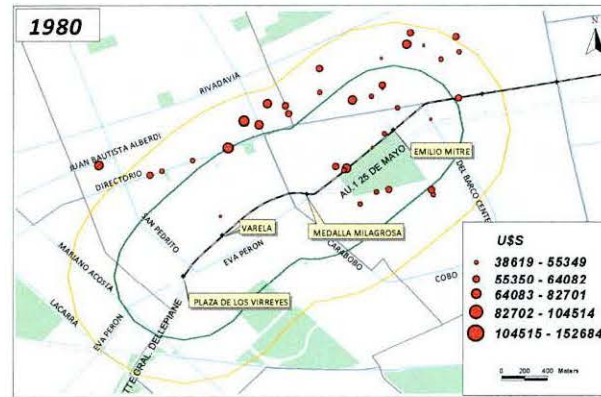 1980
N
RIVADAVIA
JUAN BAUTISTA ALBERDI
DIRECTORIO
EMILIO MITRE
AU.1 25 DE MAYO
DEL BARCO CENTE
SAN PEDRITO
VARELA
MEDALLA MILAGROSA
MARIANO ACOSTA
EVA PERON
CARABOBO
COBO
PLAZA DE LOS VIRREYES
LACARRA
EVA PERON
TTE GRAL. DELLEPIANE
U$S
38619 - 55349
55350 - 64082
64083 - 82701
82702 - 104514
104515 - 152684
0 200 400 Meters